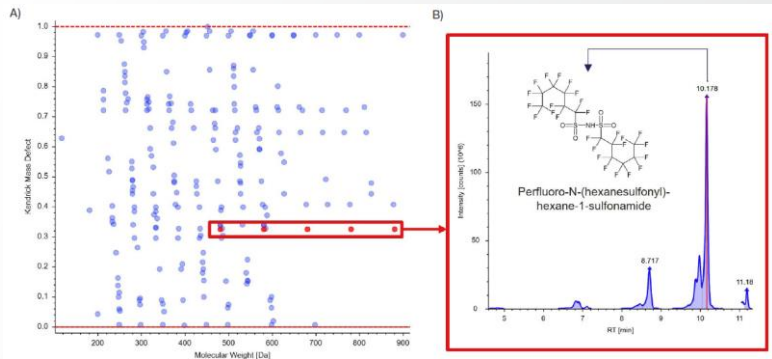 A)
B)
Kendrick Mass Defect
1.0
0.9
0.8
0.7
0.6
0.5
0.4
0.3
0.2
0.1
0.0
200
300
400
500
600
700
800
900
Molecular Weight [Da]
Intensity [counts] (10^6)
150
100
50
0
10.178
8.717
11.18
F F F F F F F F F F F F F
O S NH S O
O O
F F F F F F F F F F F F F
Perfluoro-N-(hexanesulfonyl)-
hexane-1-sulfonamide
5
6
7
8
9
10
11
RT [min]